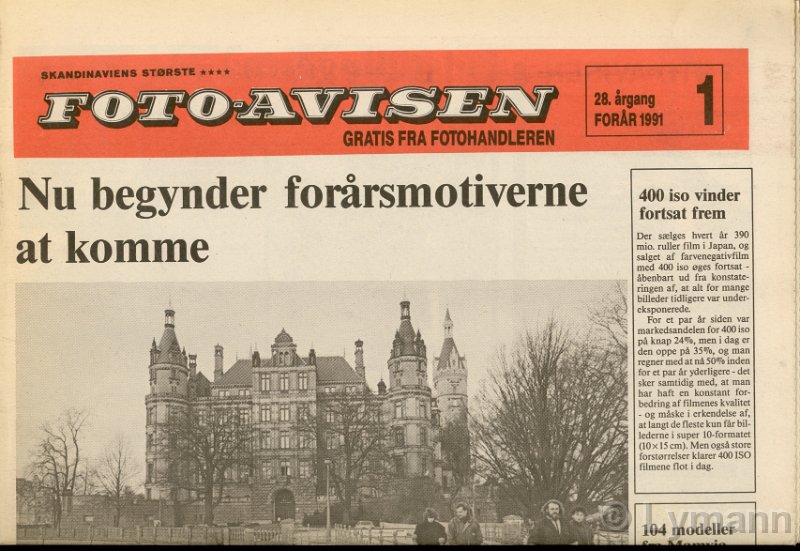 SKANDINAVIENS STØRSTE ★★★★
FOTO-AVISEN
GRATIS FRA FOTOHANDLEREN
28. årgang
FORÅR 1991
1
Nu begynder forårsmotiverne
at komme
400 iso vinder
fortsat frem
Der sælges hvert år 390
mio. ruller film i Japan, og
salget af farvenegativfilm
med 400 iso øges fortsat -
åbenbart ud fra konstate-
ringen af, at alt for mange
billeder tidligere var under-
eksponerede.
For et par år siden var
markedsandelen for 400 iso
på knap 24%, men i dag er
den oppe på 35%, og man
regner med at nå 50% inden
for et par år yderligere - det
sker samtidig med, at man
har haft en konstant for-
bedring af filmenes kvalitet
- og måske i erkendelse af,
at langt de fleste kun får bil-
lederne i super 10-formatet
(10×15 cm). Men også store
forstørrelser klarer 400 ISO
filmene flot i dag.
104 modeller
fra Mamyia
© Lymann